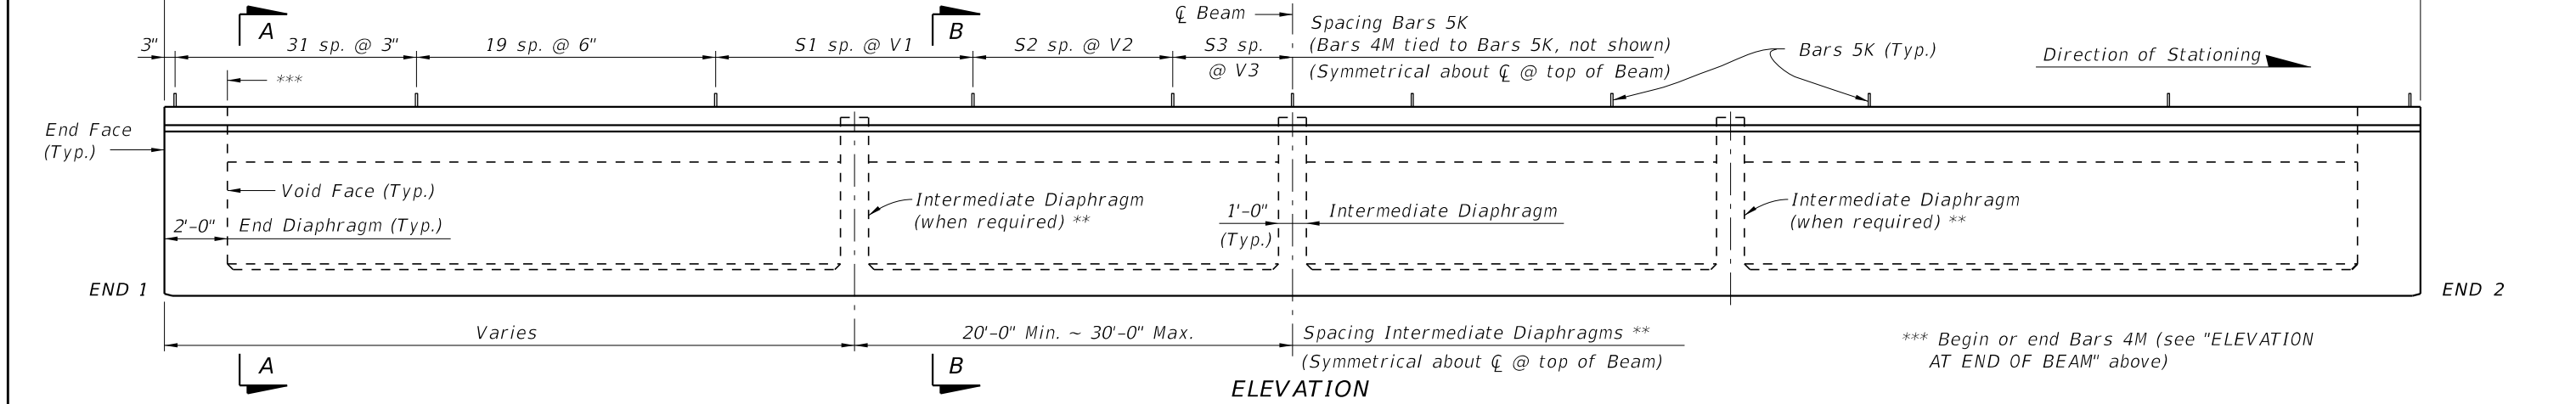 A
B
℄ Beam
Spacing Bars 5K
3"
31 sp. @ 3"
19 sp. @ 6"
S1 sp. @ V1
S2 sp. @ V2
S3 sp.
@ V3
(Bars 4M tied to Bars 5K, not shown)
(Symmetrical about ℄ @ top of Beam)
Bars 5K (Typ.)
Direction of Stationing
***
End Face
(Typ.)
Void Face (Typ.)
2'-0"
End Diaphragm (Typ.)
Intermediate Diaphragm
(when required) **
1'-0"
(Typ.)
Intermediate Diaphragm
Intermediate Diaphragm
(when required) **
END 1
END 2
Varies
20'-0" Min. ~ 30'-0" Max.
Spacing Intermediate Diaphragms **
(Symmetrical about ℄ @ top of Beam)
*** Begin or end Bars 4M (see "ELEVATION
AT END OF BEAM" above)
A
B
ELEVATION